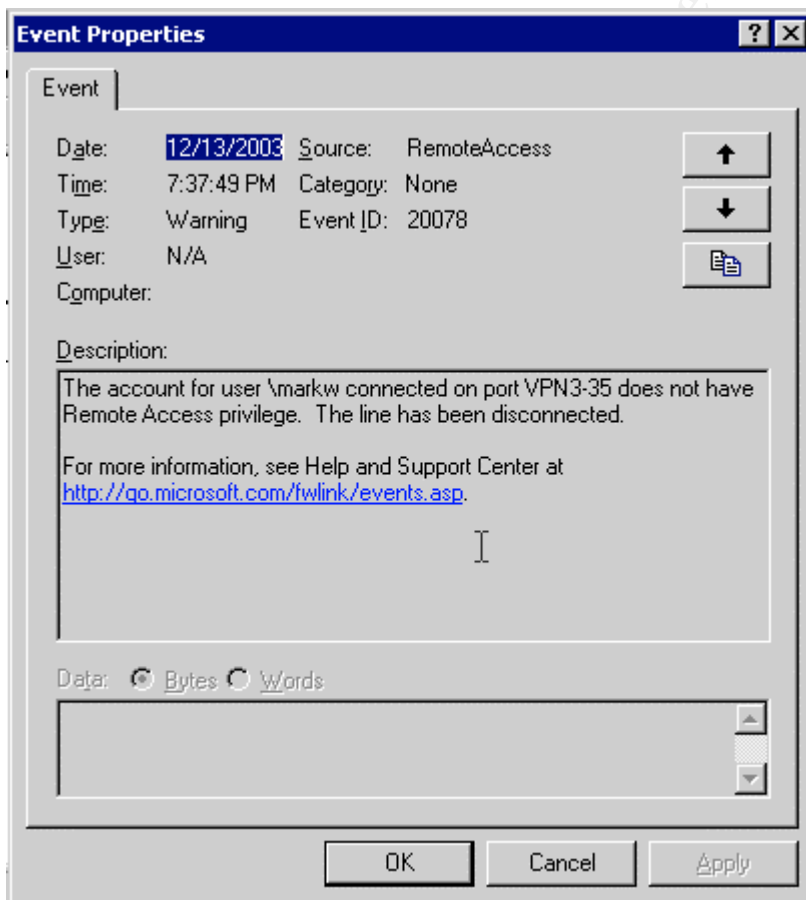 Event Properties
Event
Date: 12/13/2003 Source: RemoteAccess
Time: 7:37:49 PM Category: None
Type: Warning Event ID: 20078
User: N/A
Computer:
Description:
The account for user \markw connected on port VPN3-35 does not have
Remote Access privilege. The line has been disconnected.
For more information, see Help and Support Center at
http://go.microsoft.com/fwlink/events.asp.
Data: Bytes Words
OK Cancel Apply